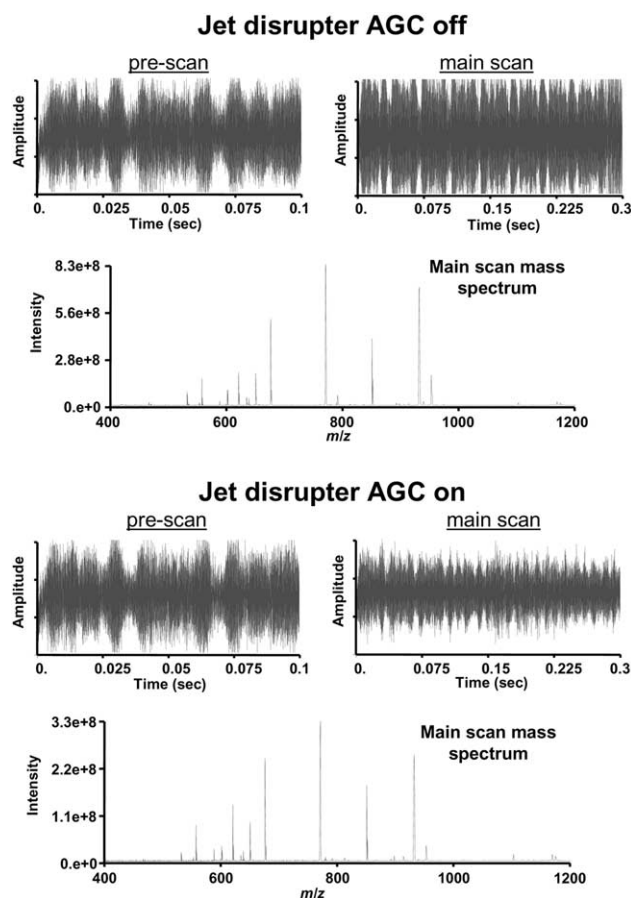 Jet disrupter AGC off
pre-scan
main scan
Amplitude
Amplitude
0. 0.025 0.05 0.075 0.1
0. 0.075 0.15 0.225 0.3
Time (sec)
Time (sec)
8.3e+8
5.6e+8
2.8e+8
0.e+0
Intensity
Main scan mass
spectrum
400 600 800 1000 1200
m/z
Jet disrupter AGC on
pre-scan
main scan
Amplitude
Amplitude
0. 0.025 0.05 0.075 0.1
0. 0.075 0.15 0.225 0.3
Time (sec)
Time (sec)
3.3e+8
2.2e+8
1.1e+8
0.e+0
Intensity
Main scan mass
spectrum
400 600 800 1000 1200
m/z